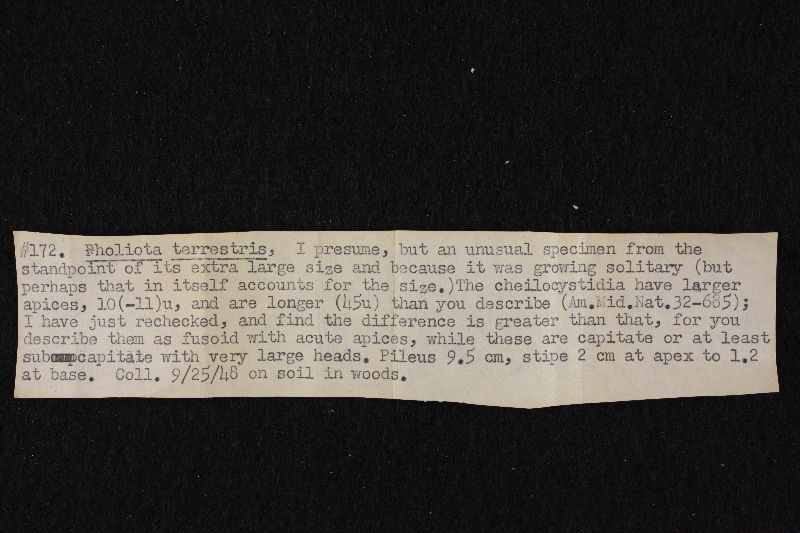 #172. Pholiota terrestris, I presume, but an unusual specimen from the
standpoint of its extra large size and because it was growing solitary (but
perhaps that in itself accounts for the size.)The cheilocystidia have larger
apices, 10(-11)u, and are longer (45u) than you describe (Am.Mid.Nat.32-685);
I have just rechecked, and find the difference is greater than that, for you
describe them as fusoid with acute apices, while these are capitate or at least
subcapitate with very large heads. Pileus 9.5 cm, stipe 2 cm at apex to 1.2
at base. Coll. 9/25/48 on soil in woods.